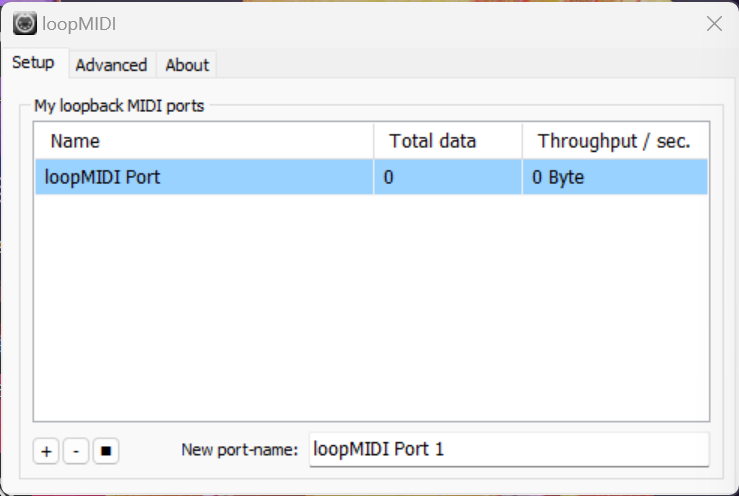 loopMIDI
Setup Advanced About
My loopback MIDI ports
Name Total data Throughput / sec.
loopMIDI Port 0 0 Byte
+ - New port-name: loopMIDI Port 1